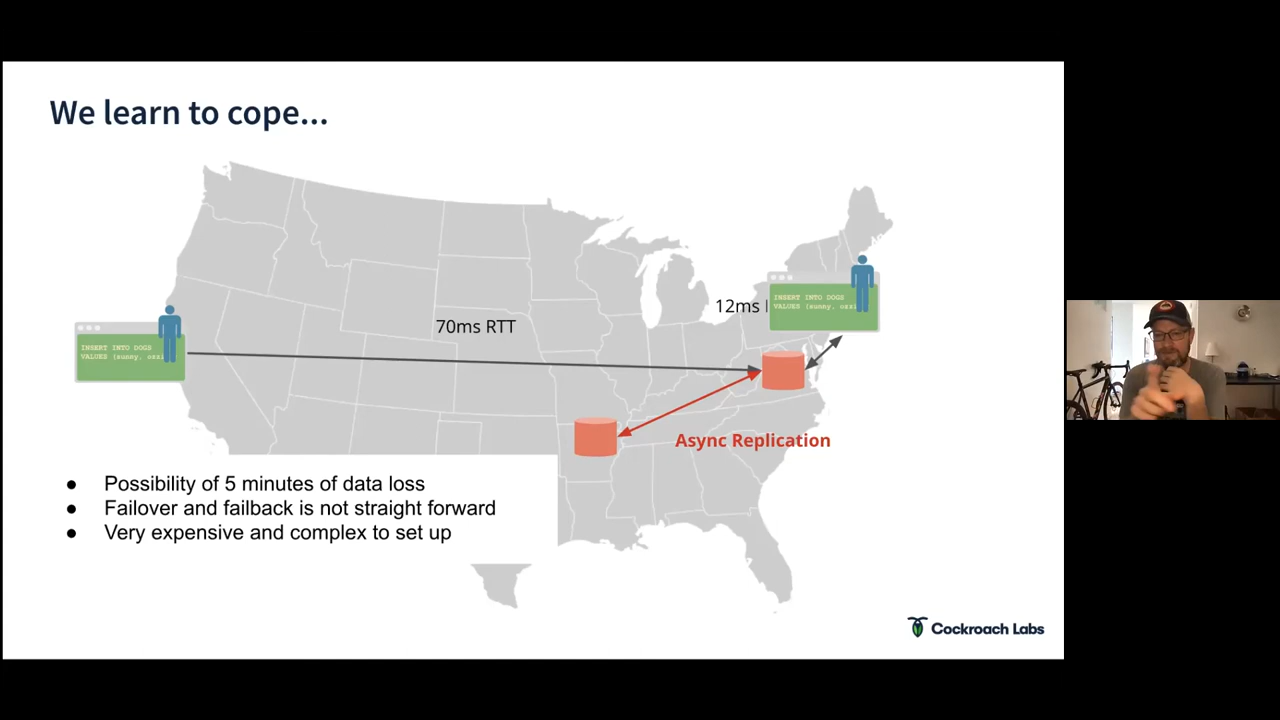 We learn to cope...
12ms
INSERT INTO DOGS
VALUES (sunny, ozzi
70ms RTT
INSERT INTO DOGS
VALUES (sunny, ozzi
Async Replication
● Possibility of 5 minutes of data loss
● Failover and failback is not straight forward
● Very expensive and complex to set up
Cockroach Labs